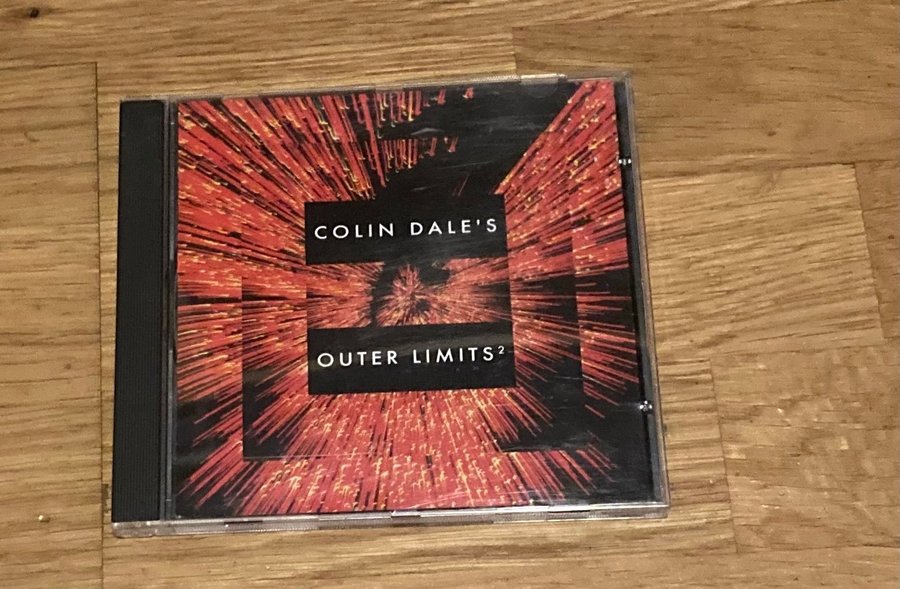 COLIN DALE'S
OUTER LIMITS²